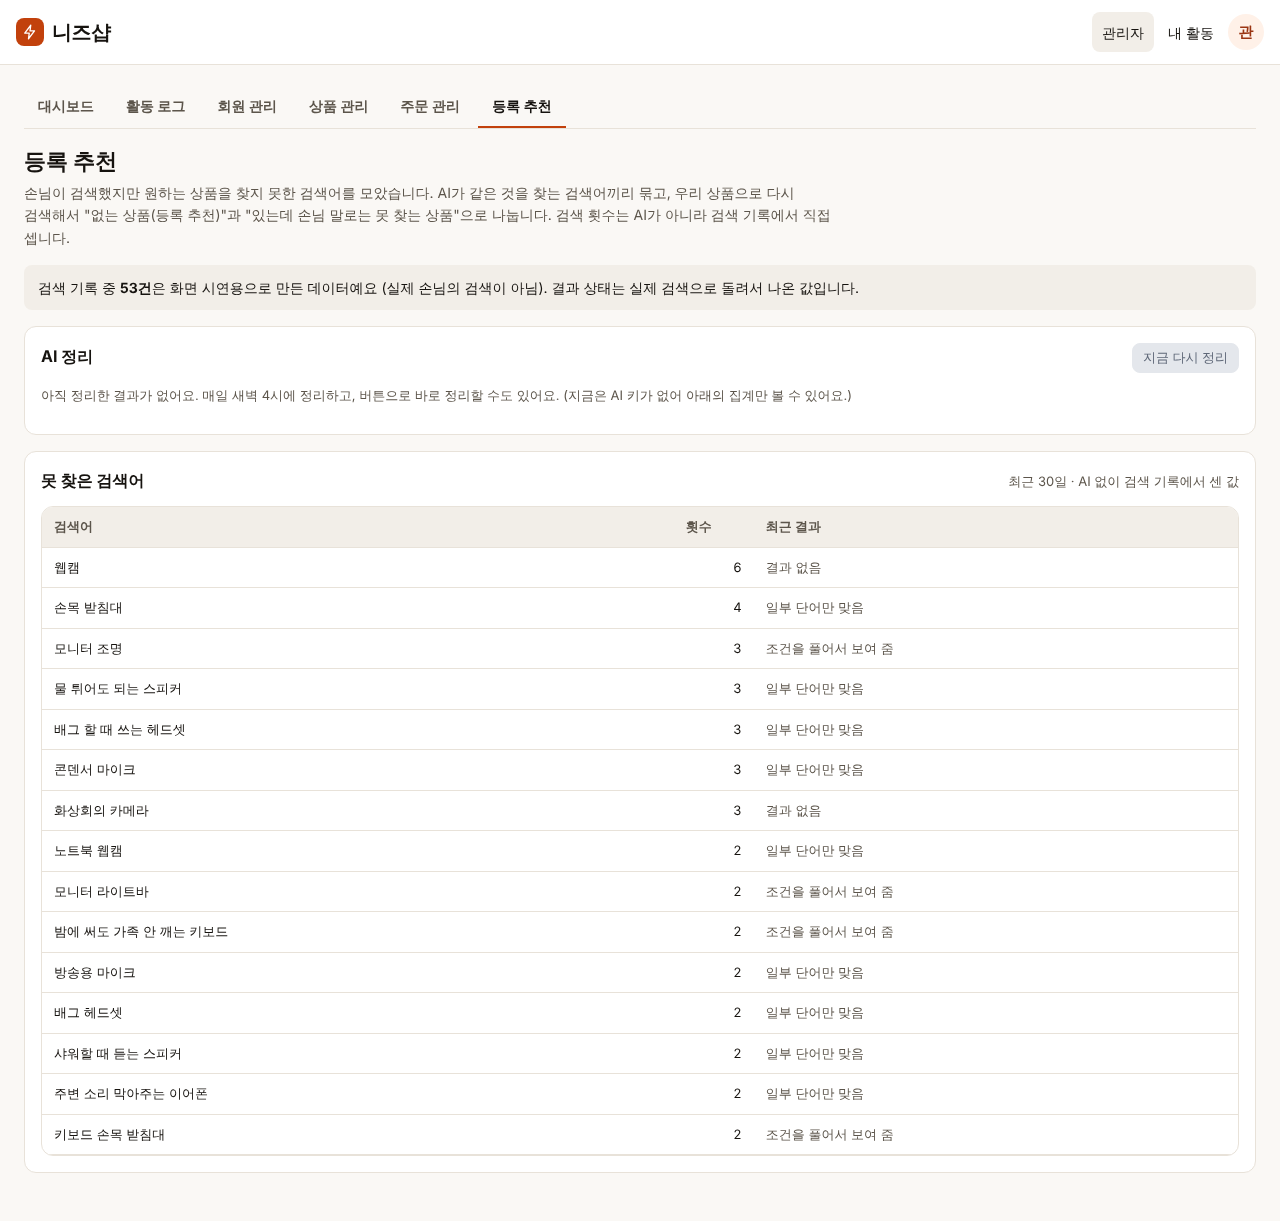 니즈샵
관리자 내 활동 관
대시보드 활동 로그 회원 관리 상품 관리 주문 관리 등록 추천
등록 추천
손님이 검색했지만 원하는 상품을 찾지 못한 검색어를 모았습니다. AI가 같은 것을 찾는 검색어끼리 묶고, 우리 상품으로 다시
검색해서 "없는 상품(등록 추천)"과 "있는데 손님 말로는 못 찾는 상품"으로 나눕니다. 검색 횟수는 AI가 아니라 검색 기록에서 직접
셉니다.
검색 기록 중 53건은 화면 시연용으로 만든 데이터예요 (실제 손님의 검색이 아님). 결과 상태는 실제 검색으로 돌려서 나온 값입니다.
AI 정리 지금 다시 정리
아직 정리한 결과가 없어요. 매일 새벽 4시에 정리하고, 버튼으로 바로 정리할 수도 있어요. (지금은 AI 키가 없어 아래의 집계만 볼 수 있어요.)
못 찾은 검색어 최근 30일 · AI 없이 검색 기록에서 센 값
검색어 횟수 최근 결과
웹캠 6 결과 없음
손목 받침대 4 일부 단어만 맞음
모니터 조명 3 조건을 풀어서 보여 줌
물 튀어도 되는 스피커 3 일부 단어만 맞음
배그 할 때 쓰는 헤드셋 3 일부 단어만 맞음
콘덴서 마이크 3 일부 단어만 맞음
화상회의 카메라 3 결과 없음
노트북 웹캠 2 일부 단어만 맞음
모니터 라이트바 2 조건을 풀어서 보여 줌
밤에 써도 가족 안 깨는 키보드 2 조건을 풀어서 보여 줌
방송용 마이크 2 일부 단어만 맞음
배그 헤드셋 2 일부 단어만 맞음
샤워할 때 듣는 스피커 2 일부 단어만 맞음
주변 소리 막아주는 이어폰 2 일부 단어만 맞음
키보드 손목 받침대 2 조건을 풀어서 보여 줌